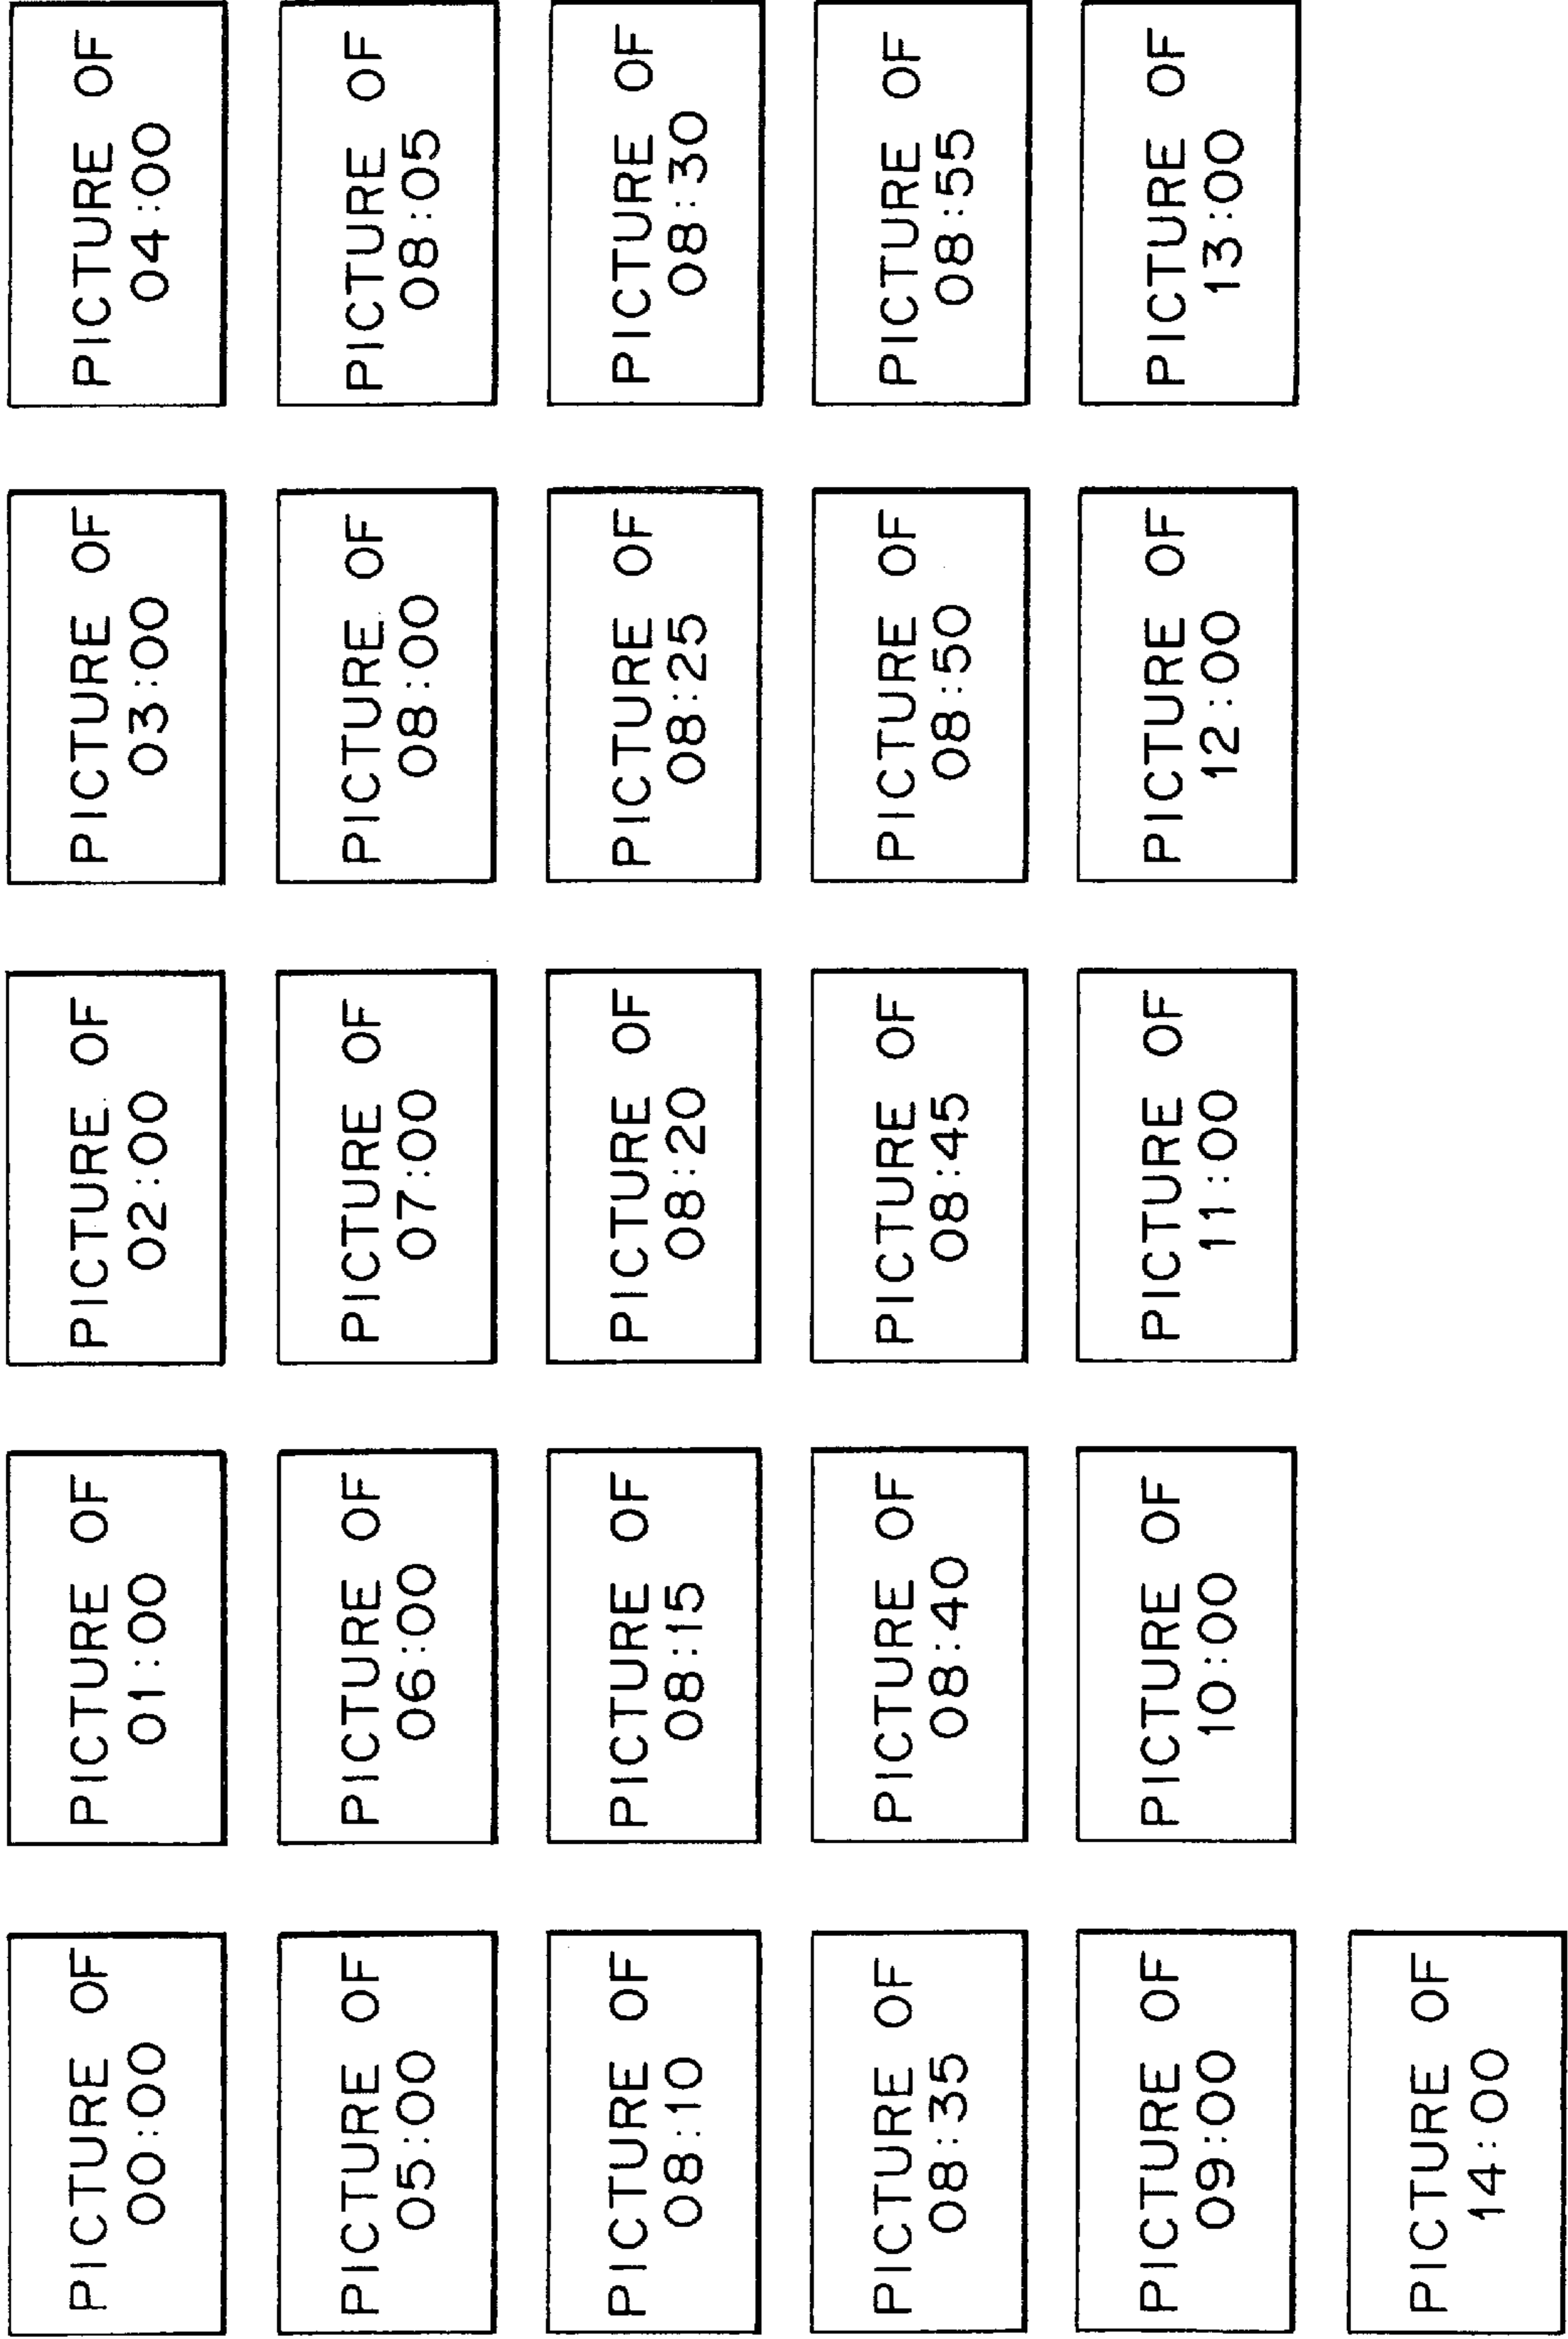 PICTURE OF
00:00
PICTURE OF
01:00
PICTURE OF
02:00
PICTURE OF
03:00
PICTURE OF
04:00
PICTURE OF
05:00
PICTURE OF
06:00
PICTURE OF
07:00
PICTURE OF
08:00
PICTURE OF
08:05
PICTURE OF
08:10
PICTURE OF
08:15
PICTURE OF
08:20
PICTURE OF
08:25
PICTURE OF
08:30
PICTURE OF
08:35
PICTURE OF
08:40
PICTURE OF
08:45
PICTURE OF
08:50
PICTURE OF
08:55
PICTURE OF
09:00
PICTURE OF
10:00
PICTURE OF
11:00
PICTURE OF
12:00
PICTURE OF
13:00
PICTURE OF
14:00